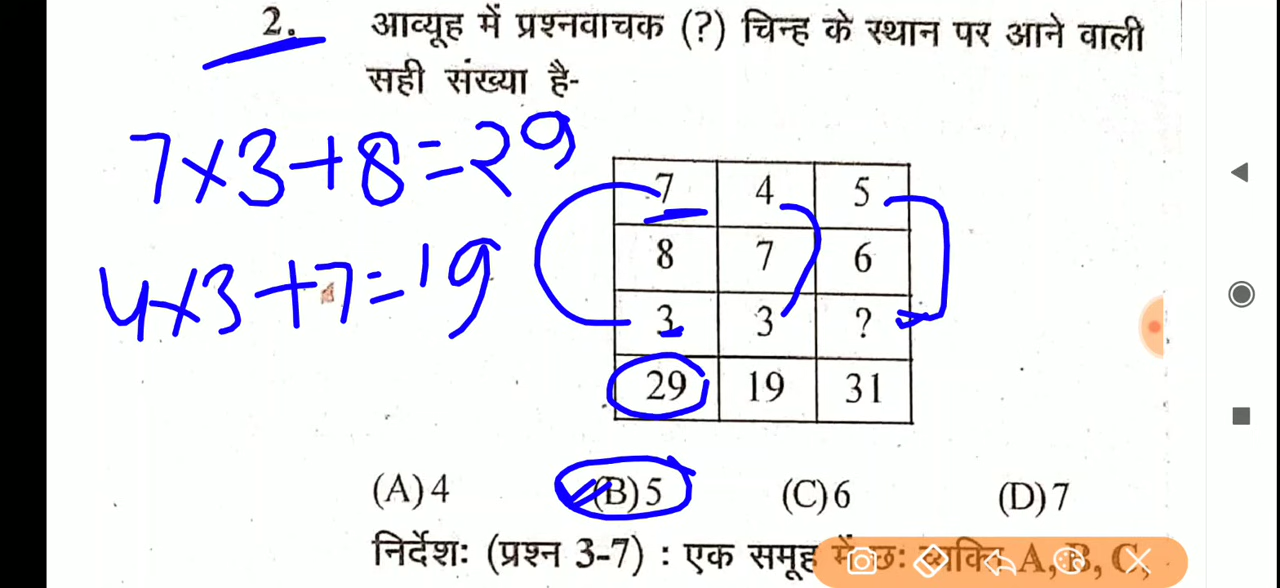 2. आव्यूह में प्रश्नवाचक (?) चिन्ह के स्थान पर आने वाली
सही संख्या है-
7×3+8=29
4×3+7=19
7 4 5
8 7 6
3 3 ?
29 19 31
(A) 4 (B) 5 (C) 6 (D) 7
निर्देशः (प्रश्न 3-7) : एक समूह में छः व्यक्ति A, B, C,